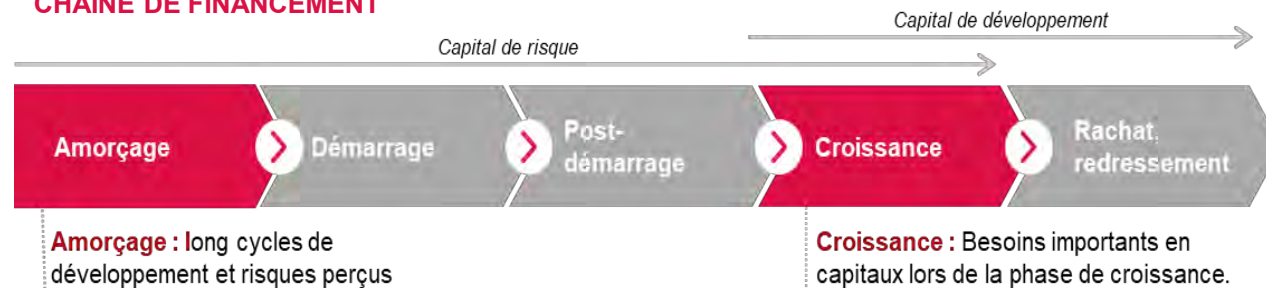 CHAÎNE DE FINANCEMENT
Capital de développement
Capital de risque
Amorçage
Démarrage
Post-
démarrage
Croissance
Rachat,
redressement
Amorçage : long cycles de
développement et risques perçus
Croissance : Besoins importants en
capitaux lors de la phase de croissance.